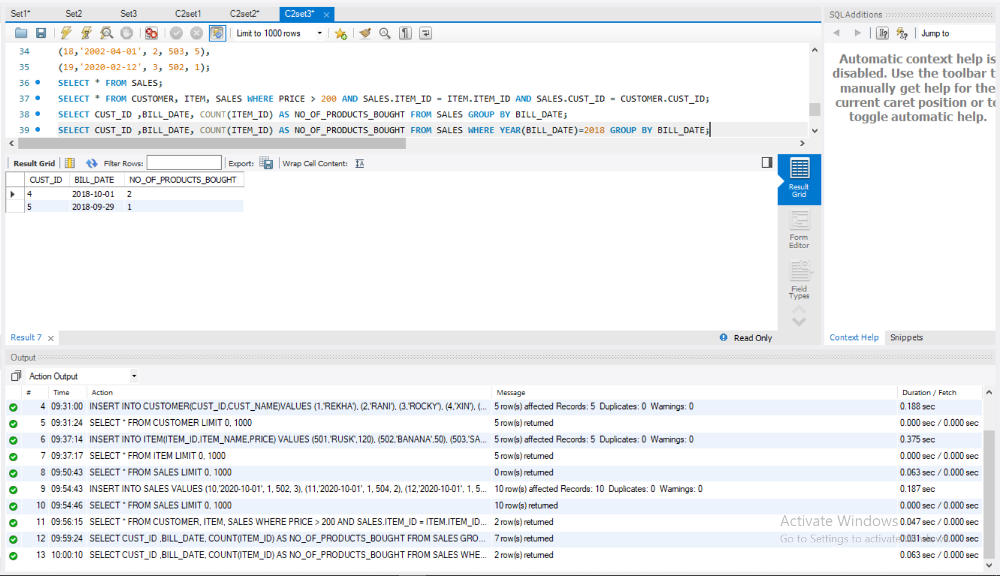 Set1* Set2 Set3 C2set1 C2set2* C2set3*
Limit to 1000 rows
34 (18,'2002-04-01', 2, 503, 5),
35 (19,'2020-02-12', 3, 502, 1);
36 SELECT * FROM SALES;
37 SELECT * FROM CUSTOMER, ITEM, SALES WHERE PRICE > 200 AND SALES.ITEM_ID = ITEM.ITEM_ID AND SALES.CUST_ID = CUSTOMER.CUST_ID;
38 SELECT CUST_ID ,BILL_DATE, COUNT(ITEM_ID) AS NO_OF_PRODUCTS_BOUGHT FROM SALES GROUP BY BILL_DATE;
39 SELECT CUST_ID ,BILL_DATE, COUNT(ITEM_ID) AS NO_OF_PRODUCTS_BOUGHT FROM SALES WHERE YEAR(BILL_DATE)=2018 GROUP BY BILL_DATE;
Result Grid Filter Rows: Export: Wrap Cell Content:
CUST_ID BILL_DATE NO_OF_PRODUCTS_BOUGHT
4 2018-10-01 2
5 2018-09-29 1
Result
Grid
Form
Editor
Field
Types
Result 7 Read Only
SQLAdditions
Jump to
Automatic context help is
disabled. Use the toolbar t
manually get help for the
current caret position or to
toggle automatic help.
Context Help Snippets
Output
Action Output
# Time Action Message Duration / Fetch
4 09:31:00 INSERT INTO CUSTOMER(CUST_ID,CUST_NAME)VALUES (1,'REKHA'), (2,'RANI'), (3,'ROCKY'), (4,'XIN'), (... 5 row(s) affected Records: 5 Duplicates: 0 Warnings: 0 0.188 sec
5 09:31:24 SELECT * FROM CUSTOMER LIMIT 0, 1000 5 row(s) returned 0.000 sec / 0.000 sec
6 09:37:14 INSERT INTO ITEM(ITEM_ID,ITEM_NAME,PRICE) VALUES (501,'RUSK',120), (502,'BANANA',50), (503,'SA... 5 row(s) affected Records: 5 Duplicates: 0 Warnings: 0 0.375 sec
7 09:37:17 SELECT * FROM ITEM LIMIT 0, 1000 5 row(s) returned 0.000 sec / 0.000 sec
8 09:50:43 SELECT * FROM SALES LIMIT 0, 1000 0 row(s) returned 0.063 sec / 0.000 sec
9 09:54:43 INSERT INTO SALES VALUES (10,'2020-10-01', 1, 502, 3), (11,'2020-10-01', 1, 504, 2), (12,'2020-10-01', 1, 5... 10 row(s) affected Records: 10 Duplicates: 0 Warnings: 0 0.187 sec
10 09:54:46 SELECT * FROM SALES LIMIT 0, 1000 10 row(s) returned 0.000 sec / 0.000 sec
11 09:56:15 SELECT * FROM CUSTOMER, ITEM, SALES WHERE PRICE > 200 AND SALES.ITEM_ID = ITEM.ITEM_ID... 2 row(s) returned 0.047 sec / 0.000 sec
12 09:59:24 SELECT CUST_ID ,BILL_DATE, COUNT(ITEM_ID) AS NO_OF_PRODUCTS_BOUGHT FROM SALES GRO... 7 row(s) returned 0.031 sec / 0.000 sec
13 10:00:10 SELECT CUST_ID ,BILL_DATE, COUNT(ITEM_ID) AS NO_OF_PRODUCTS_BOUGHT FROM SALES WHE... 2 row(s) returned 0.063 sec / 0.000 sec
Activate Windows
Go to Settings to activate Windows.